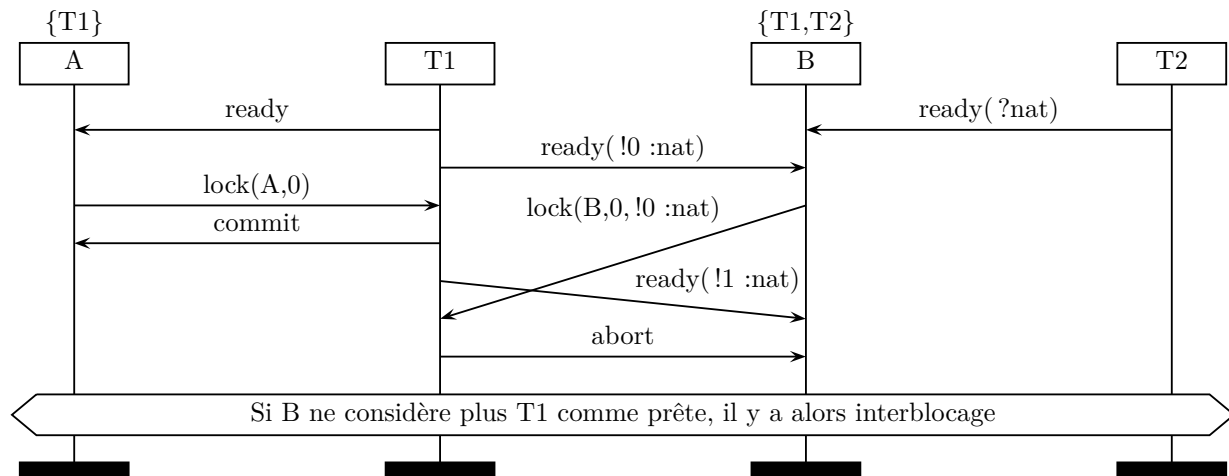 {T1} {T1,T2}
A T1 B T2
ready ready( ?nat)
ready( !0 :nat)
lock(A,0)
lock(B,0, !0 :nat)
commit
ready( !1 :nat)
abort
Si B ne considère plus T1 comme prête, il y a alors interblocage